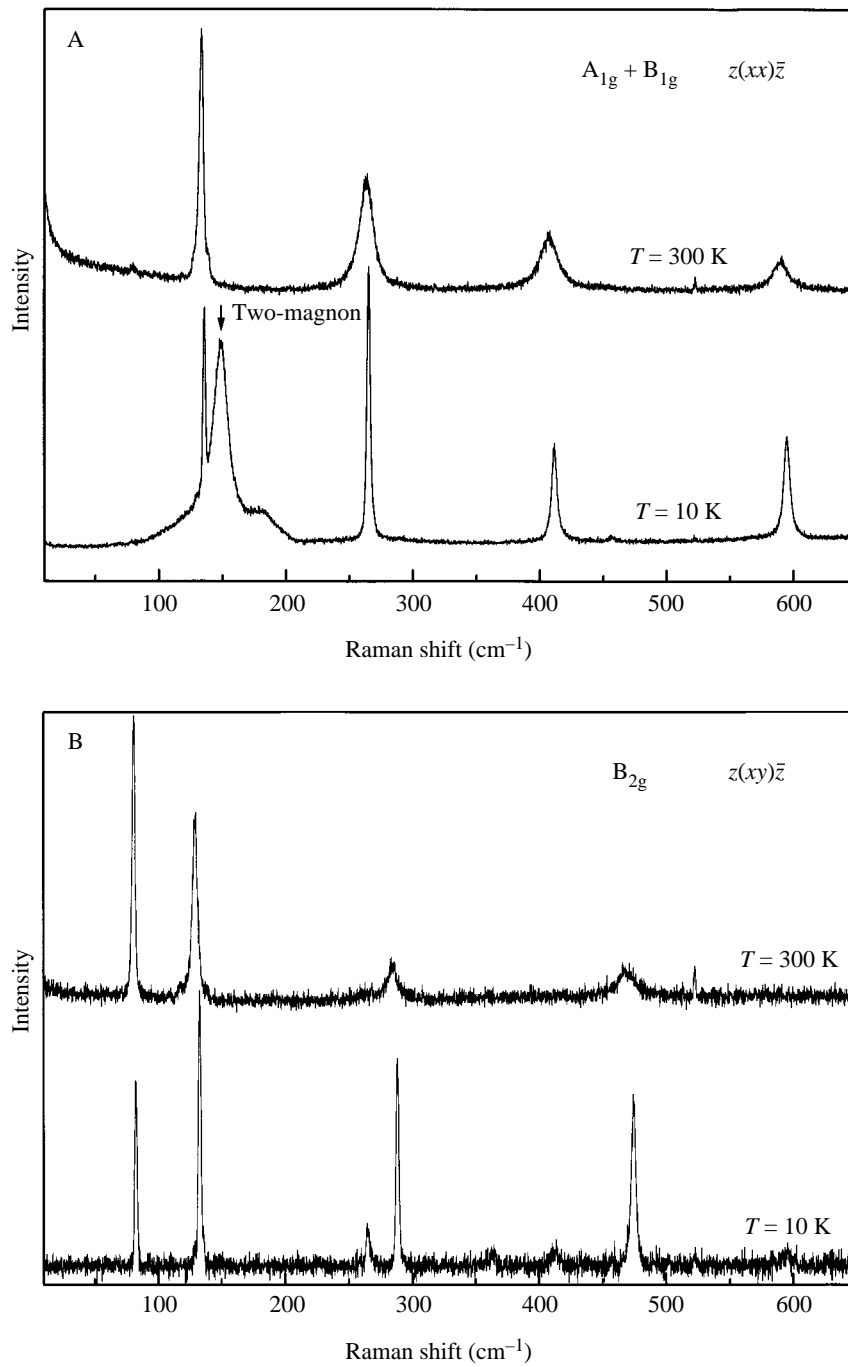 A
A1g + B1g z(xx)z̄
T = 300 K
Two-magnon
T = 10 K
Intensity
100 200 300 400 500 600
Raman shift (cm–1)
B
B2g z(xy)z̄
T = 300 K
T = 10 K
Intensity
100 200 300 400 500 600
Raman shift (cm–1)